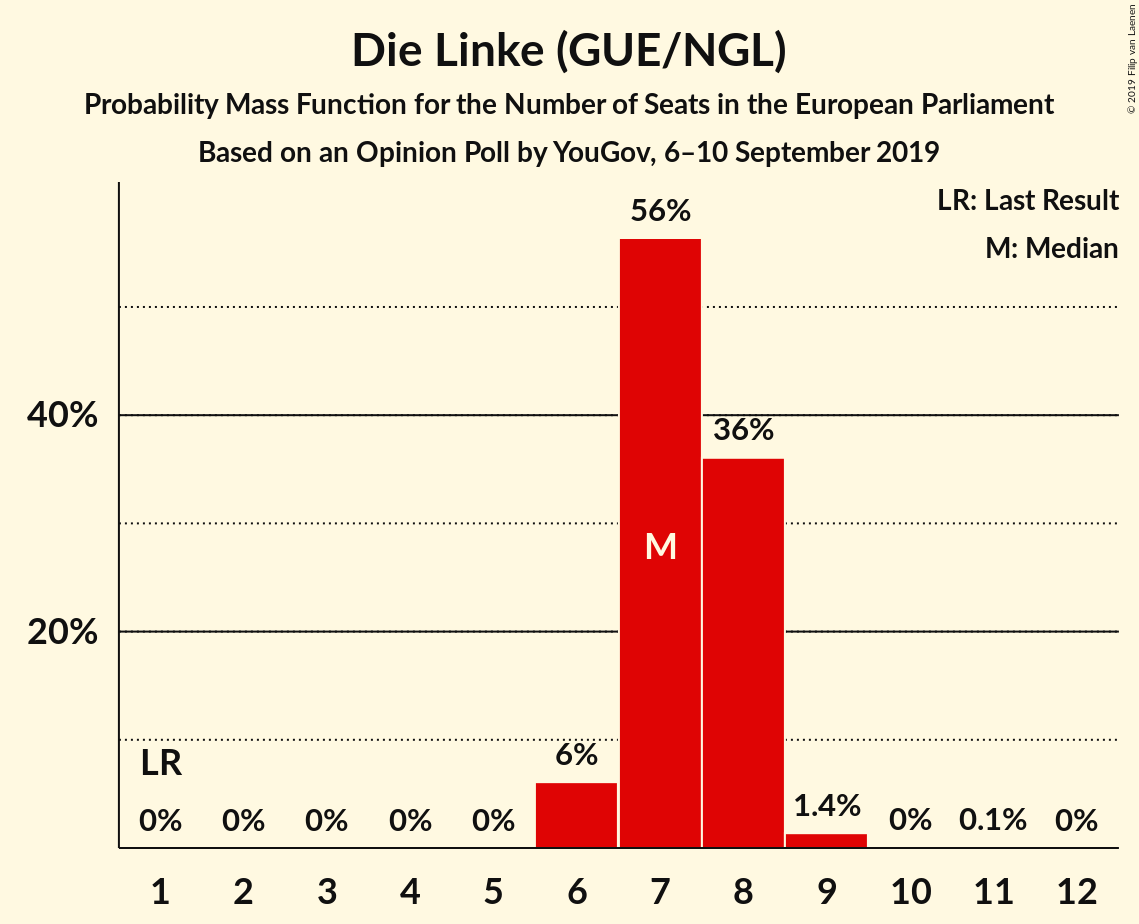 Die Linke (GUE/NGL)
Probability Mass Function for the Number of Seats in the European Parliament
Based on an Opinion Poll by YouGov, 6–10 September 2019
© 2019 Filip van Laenen
LR: Last Result
M: Median
56%
40%
36%
M
20%
LR
6%
1.4%
0% 0% 0% 0% 0% 0% 0.1% 0%
1 2 3 4 5 6 7 8 9 10 11 12